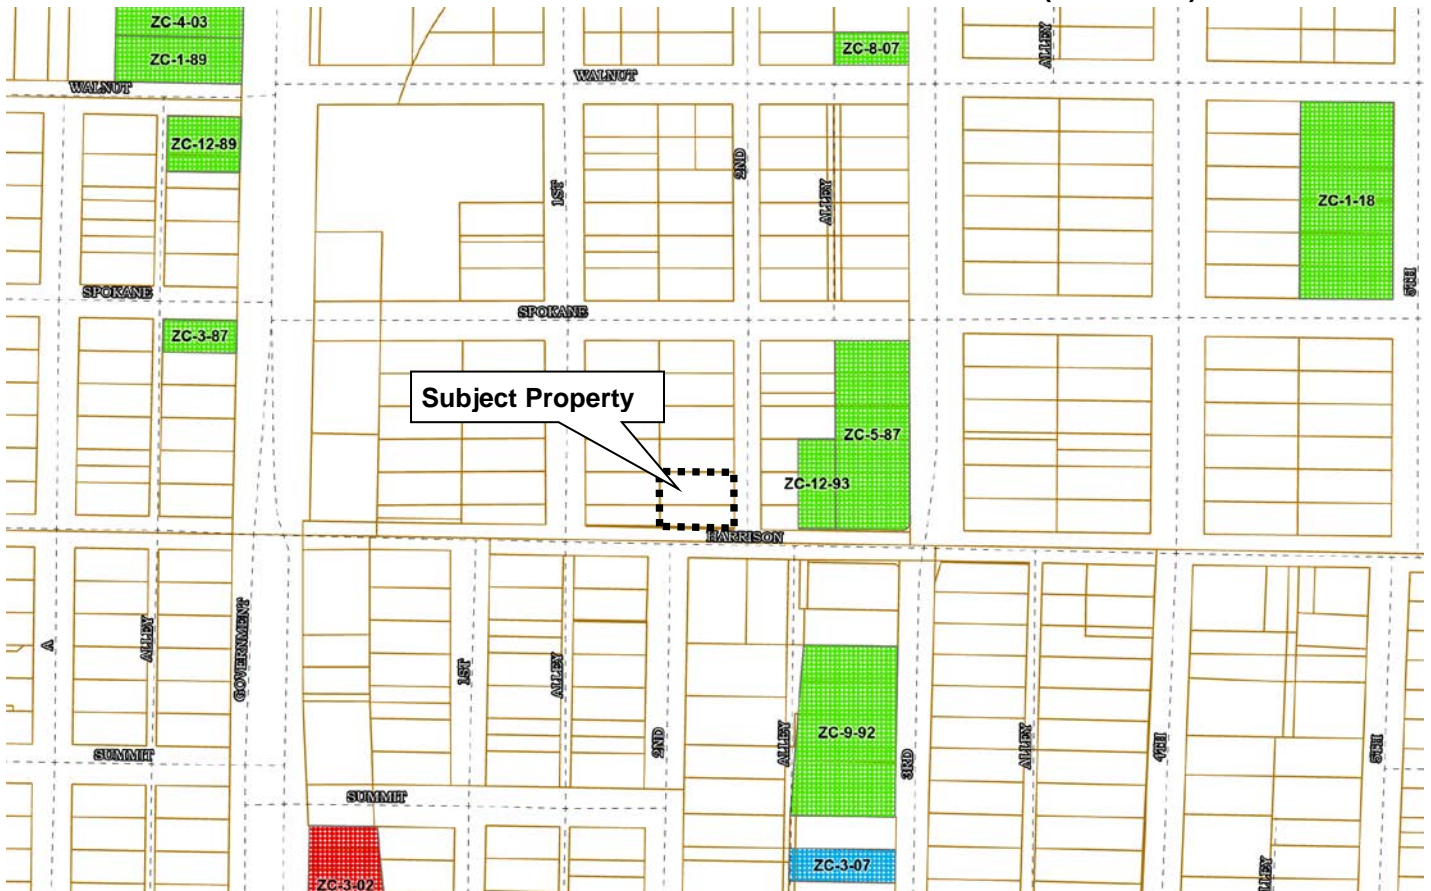 ZC-4-03
ZC-1-89
ZC-8-07
ALLEY
WALNUT
WALNUT
ZC-12-89
2ND
1ST
ALLEY
ZC-1-18
SPOKANE
5TH
SPOKANE
ZC-3-87
Subject Property
ZC-5-87
ZC-12-93
HARRISON
A
ALLEY
GOVERNMENT
1ST
ALLEY
2ND
ALLEY
ZC-9-92
3RD
ALLEY
4TH
5TH
SUMMIT
SUMMIT
ZC-3-07
ZC-3-02